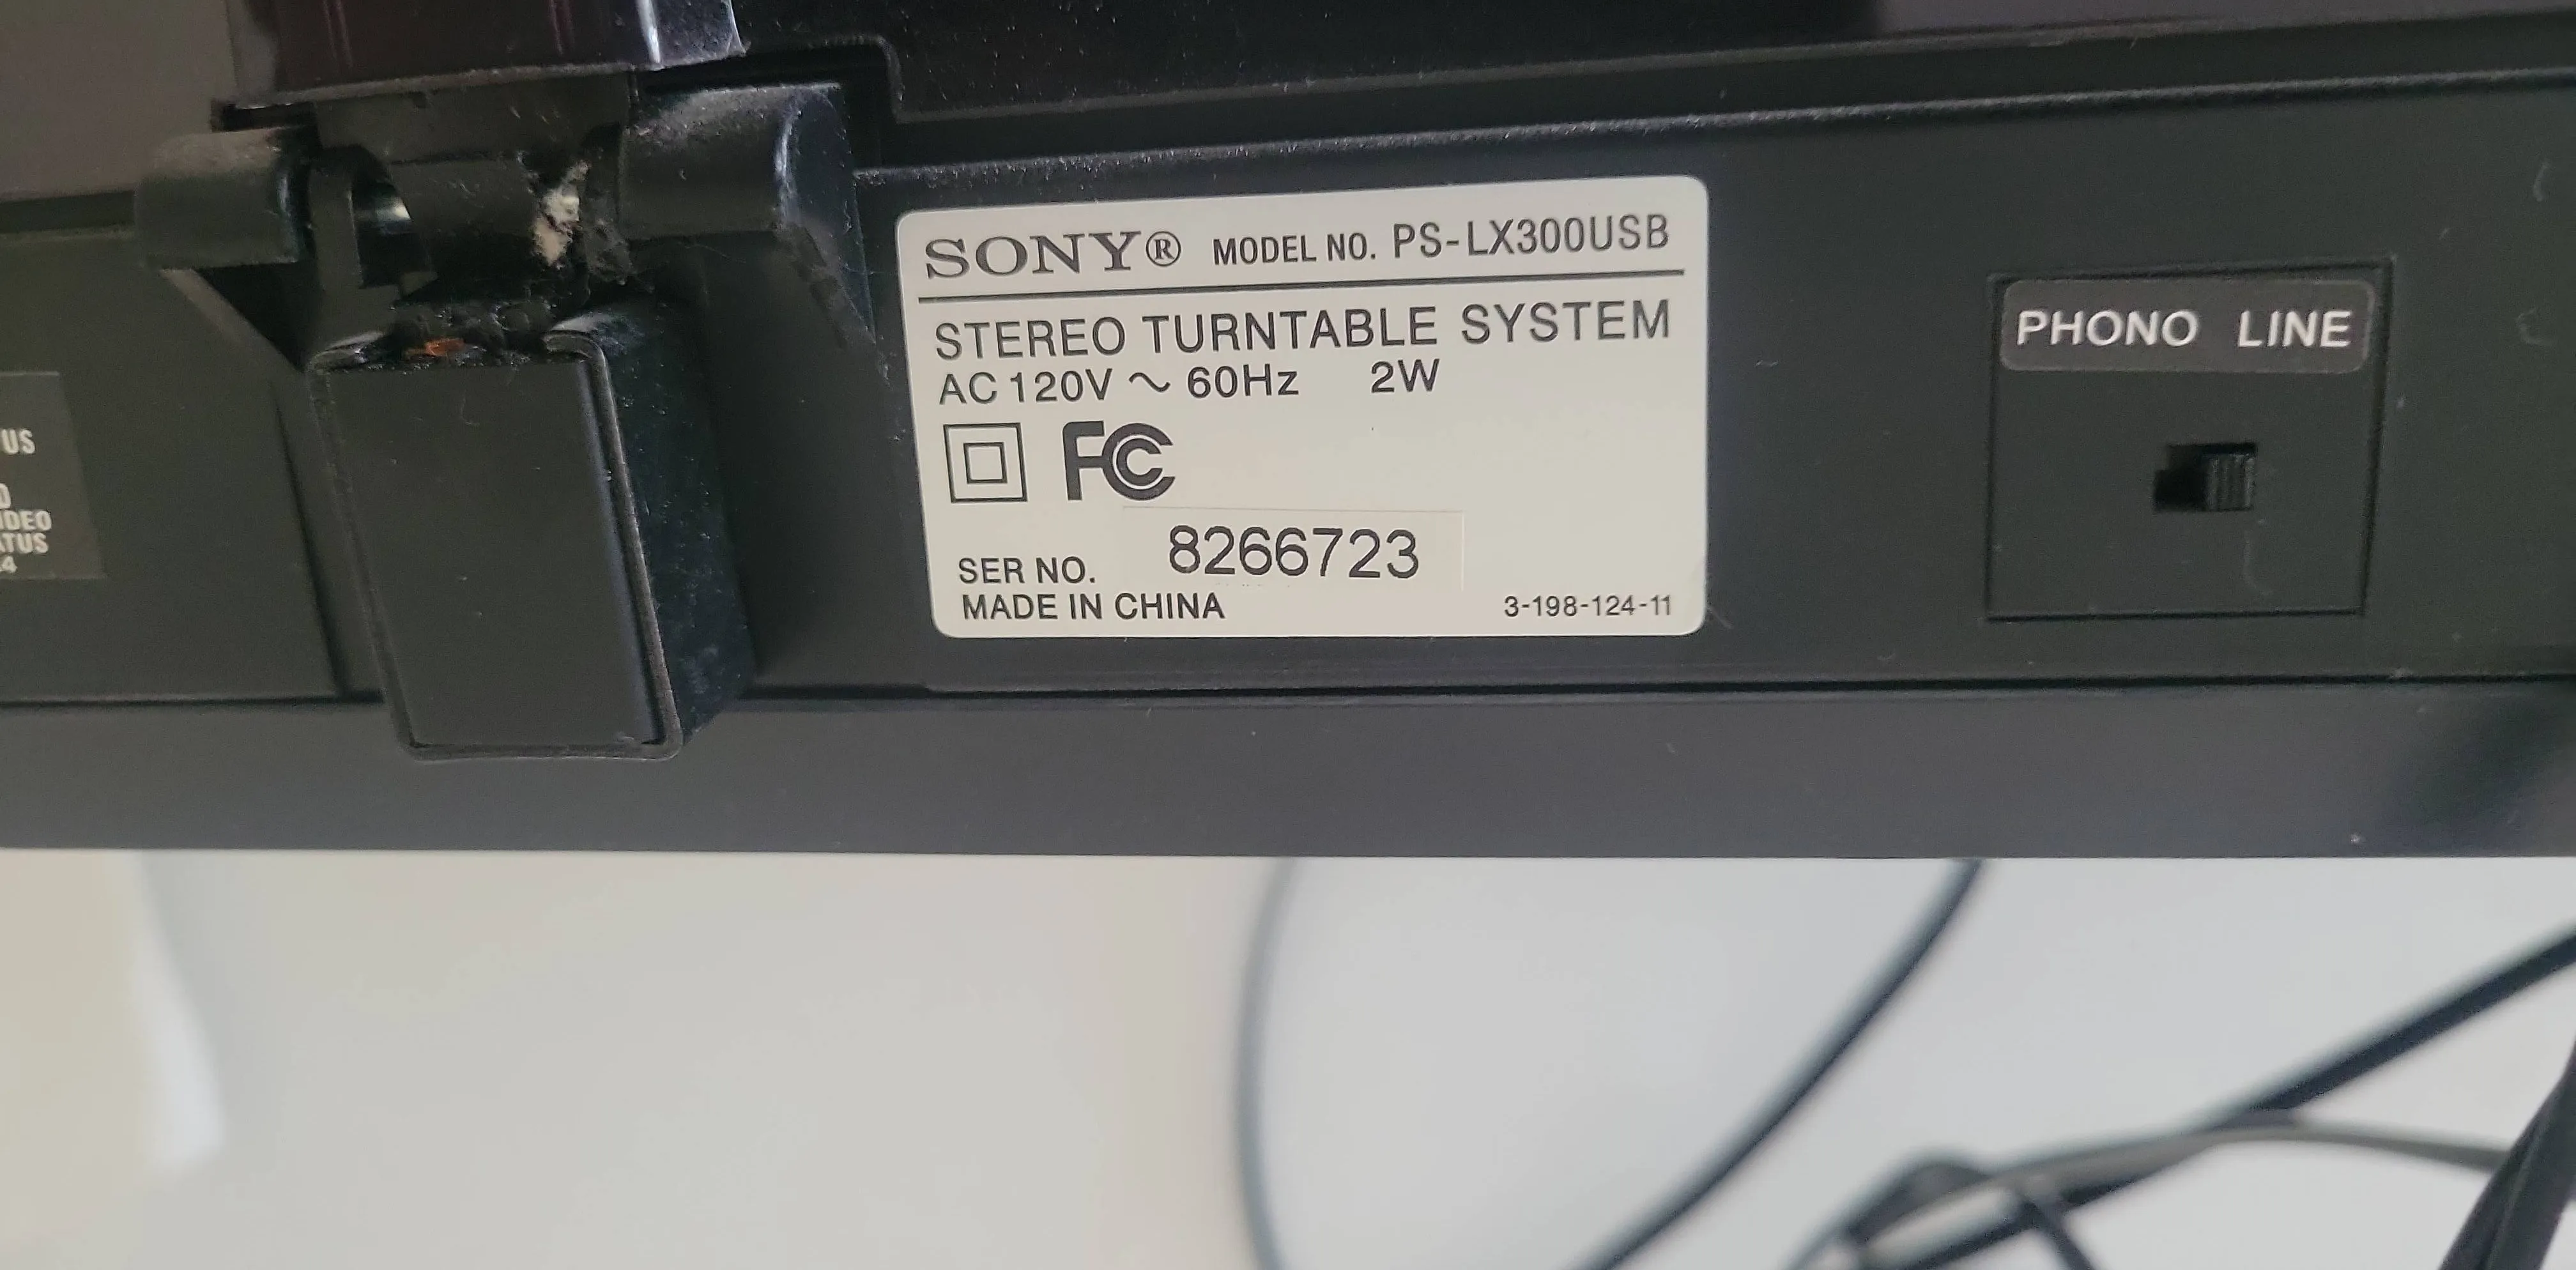 SONY® MODEL NO. PS-LX300USB
STEREO TURNTABLE SYSTEM
AC 120V ~ 60Hz 2W
FC
SER NO. 8266723
MADE IN CHINA 3-198-124-11
PHONO LINE
US